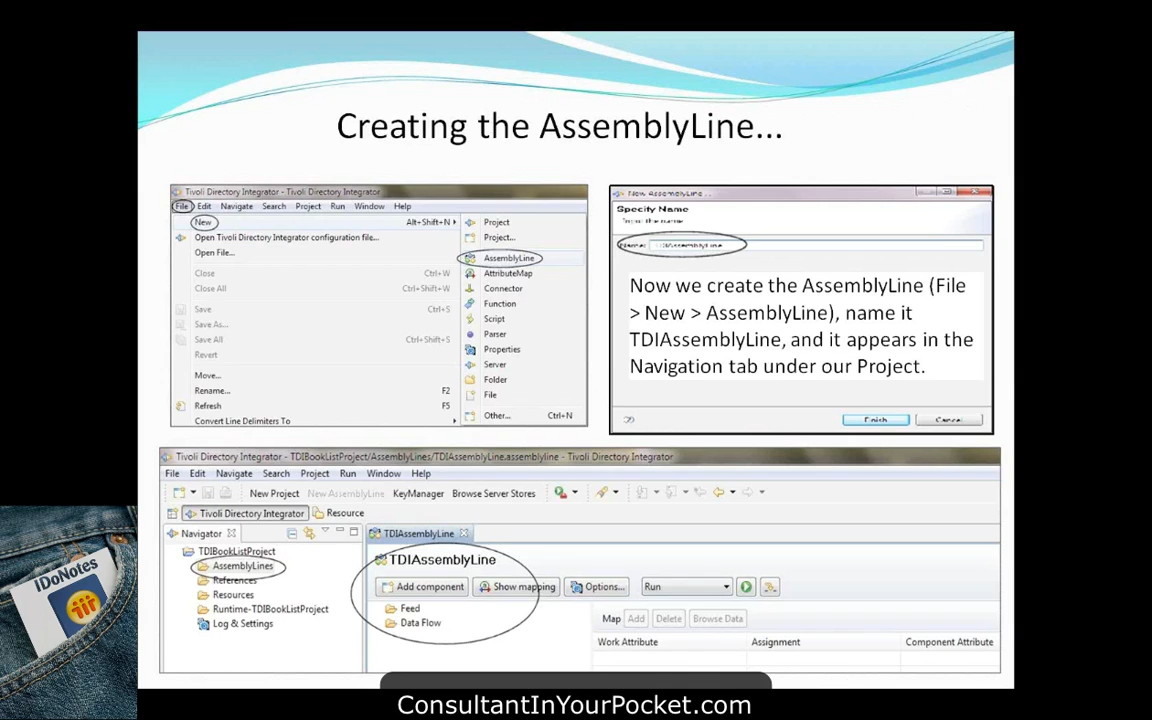 Creating the AssemblyLine...
Tivoli Directory Integrator - Tivoli Directory Integrator
File Edit Navigate Search Project Run Window Help
New Alt+Shift+N
Open Tivoli Directory Integrator configuration file...
Open File...
Close Ctrl+W
Close All Ctrl+Shift+W
Save Ctrl+S
Save As...
Save All Ctrl+Shift+S
Revert
Move...
Rename... F2
Refresh F5
Convert Line Delimiters To
Project
Project...
AssemblyLine
AttributeMap
Connector
Function
Script
Parser
Properties
Server
Folder
File
Other... Ctrl+N
New AssemblyLine...
Specify Name
Input the name
Name: TDIAssemblyLine
Now we create the AssemblyLine (File
> New > AssemblyLine), name it
TDIAssemblyLine, and it appears in the
Navigation tab under our Project.
Finish Cancel
Tivoli Directory Integrator - TDIBookListProject/AssemblyLines/TDIAssemblyLine.assemblyline - Tivoli Directory Integrator
File Edit Navigate Search Project Run Window Help
New Project New AssemblyLine KeyManager Browse Server Stores
Tivoli Directory Integrator Resource
Navigator
TDIBookListProject
AssemblyLines
References
Resources
Runtime-TDIBookListProject
Log & Settings
TDIAssemblyLine
TDIAssemblyLine
Add component Show mapping Options... Run
Feed
Data Flow
Map Add Delete Browse Data
Work Attribute Assignment Component Attribute
IDoNotes
ConsultantInYourPocket.com